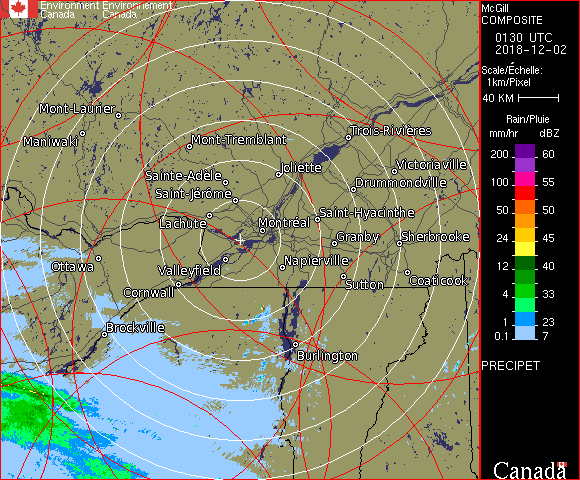 Environment Environnement
Canada Canada
McGill
COMPOSITE
0130 UTC
2018-12-02
Scale/Échelle:
1km/Pixel
40 KM
Rain/Pluie
mm/hr dBZ
200 60
150 57
100 55
50 50
24 45
12 40
4 33
1 23
0.1 7
PRECIPET
Mont-Laurier
Maniwaki
Mont-Tremblant
Trois-Rivières
Joliette
Victoriaville
Sainte-Adèle
Drummondville
Saint-Jérôme
Lachute
Saint-Hyacinthe
Montréal
Granby
Sherbrooke
Ottawa
Valleyfield
Napierville
Cornwall
Sutton
Coaticook
Brockville
Burlington
Canada